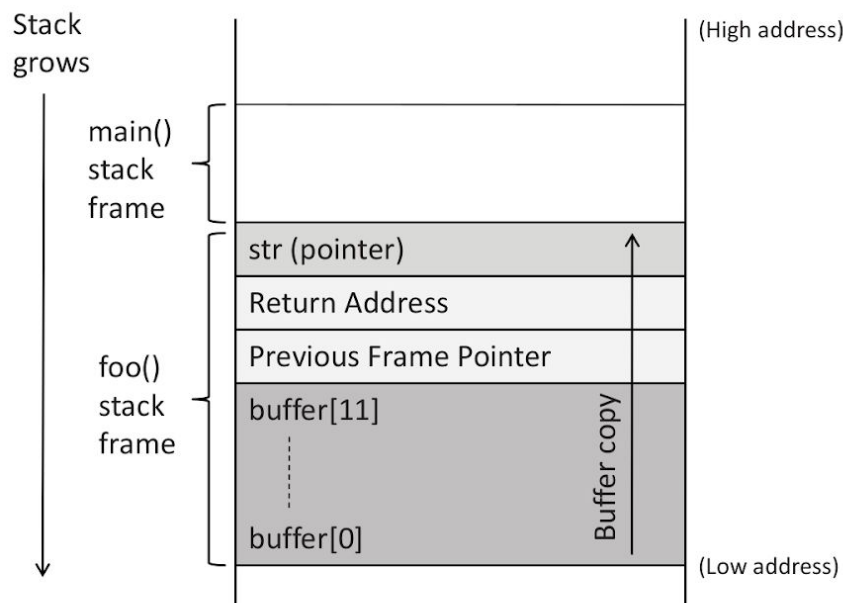 Stack
grows
(High address)
main()
stack
frame
str (pointer)
Return Address
Previous Frame Pointer
foo()
stack
frame
buffer[11]
buffer[0]
Buffer copy
(Low address)